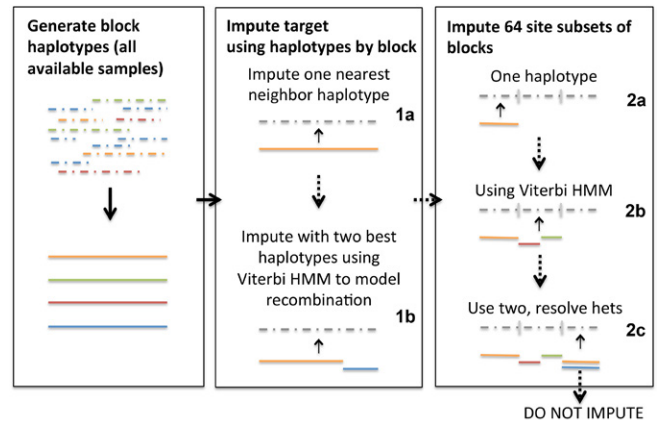 Generate block
haplotypes (all
available samples)
Impute target
using haplotypes by block
Impute one nearest
neighbor haplotype
1a
Impute with two best
haplotypes using
Viterbi HMM to model
recombination
1b
Impute 64 site subsets of
blocks
One haplotype
2a
Using Viterbi HMM
2b
Use two, resolve hets
2c
DO NOT IMPUTE